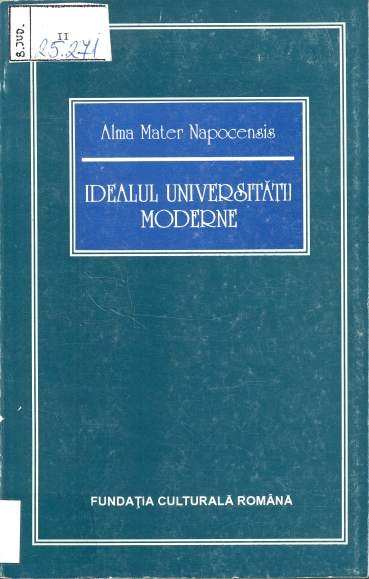 B. JUD.
II
25.271
Alma Mater Napocensis
IDEALUL UNIVERSITĂȚII
MODERNE
FUNDAȚIA CULTURALĂ ROMÂNĂ